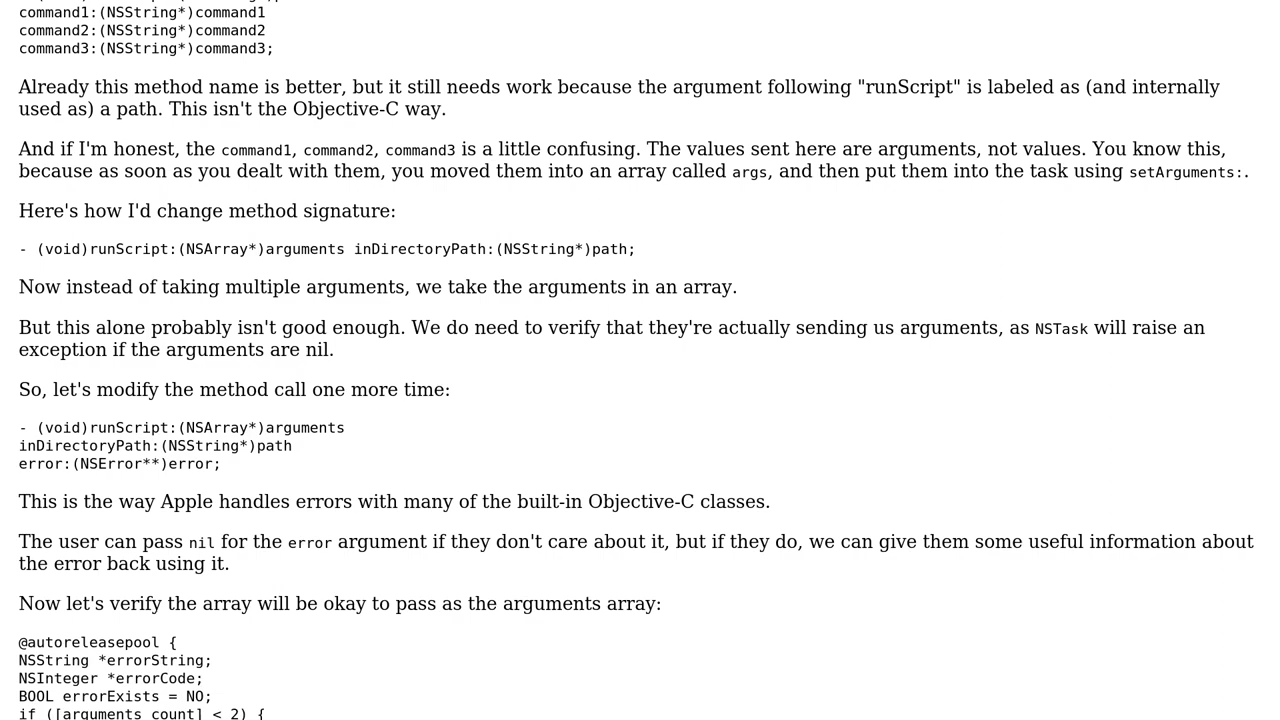 command1:(NSString*)command1
command2:(NSString*)command2
command3:(NSString*)command3;
Already this method name is better, but it still needs work because the argument following "runScript" is labeled as (and internally
used as) a path. This isn't the Objective-C way.
And if I'm honest, the command1, command2, command3 is a little confusing. The values sent here are arguments, not values. You know this,
because as soon as you dealt with them, you moved them into an array called args, and then put them into the task using setArguments:.
Here's how I'd change method signature:
- (void)runScript:(NSArray*)arguments inDirectoryPath:(NSString*)path;
Now instead of taking multiple arguments, we take the arguments in an array.
But this alone probably isn't good enough. We do need to verify that they're actually sending us arguments, as NSTask will raise an
exception if the arguments are nil.
So, let's modify the method call one more time:
- (void)runScript:(NSArray*)arguments
inDirectoryPath:(NSString*)path
error:(NSError**)error;
This is the way Apple handles errors with many of the built-in Objective-C classes.
The user can pass nil for the error argument if they don't care about it, but if they do, we can give them some useful information about
the error back using it.
Now let's verify the array will be okay to pass as the arguments array:
@autoreleasepool {
NSString *errorString;
NSInteger *errorCode;
BOOL errorExists = NO;
if ([arguments count] < 2) {